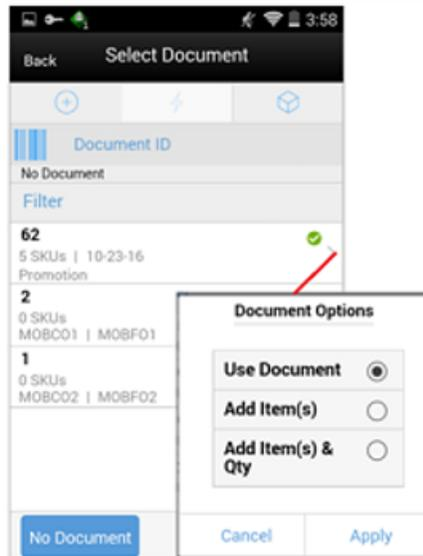 3:58
Back
Select Document
Document ID
No Document
Filter
62
5 SKUs | 10-23-16
Promotion
2
0 SKUs
MOBCO1 | MOBFO1
1
0 SKUs
MOBCO2 | MOBFO2
No Document
Document Options
Use Document
Add Item(s)
Add Item(s) &
Qty
Cancel
Apply